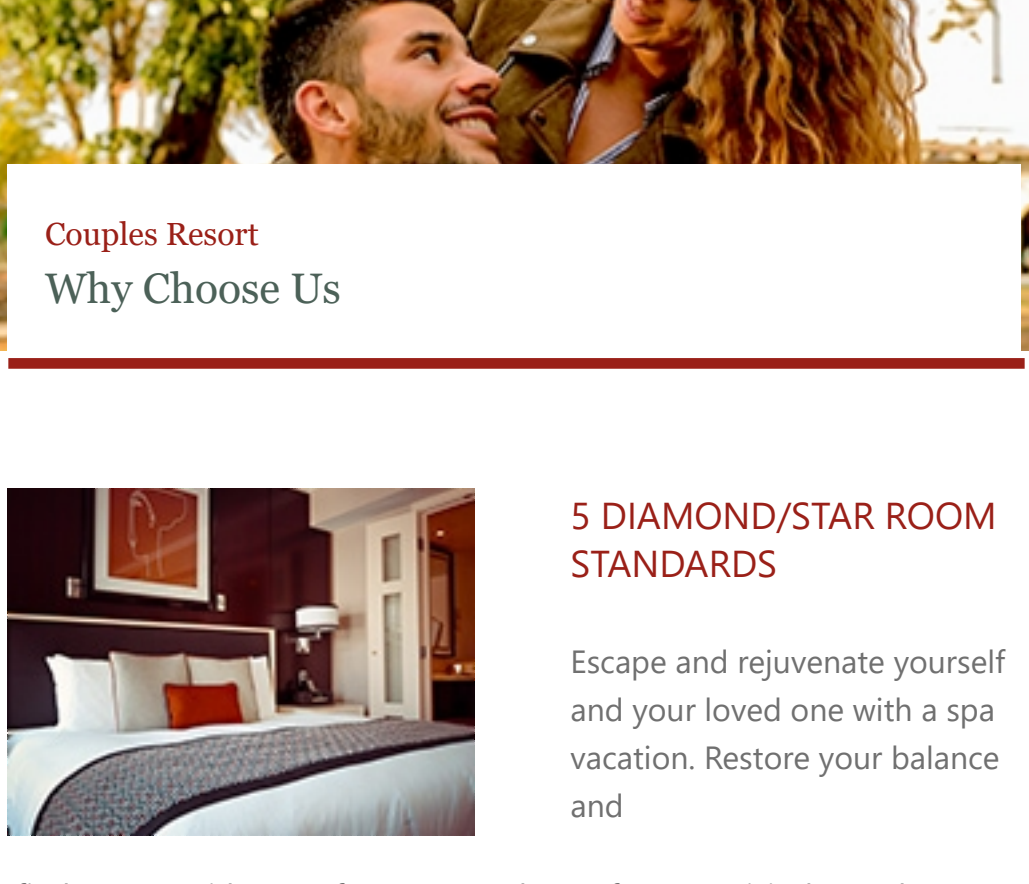 Couples Resort
Why Choose Us
5 DIAMOND/STAR ROOM
STANDARDS
Escape and rejuvenate yourself
and your loved one with a spa
vacation. Restore your balance
and